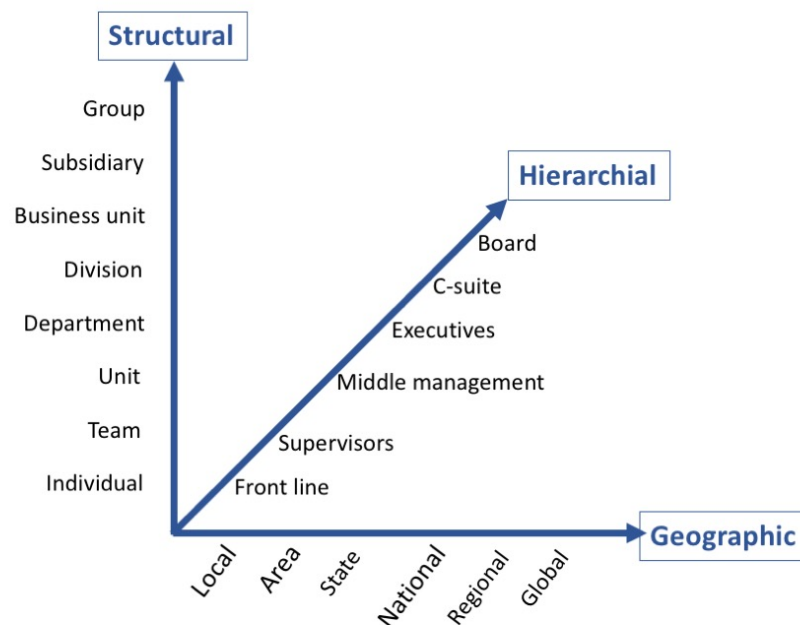 Structural
Group
Subsidiary
Business unit
Division
Department
Unit
Team
Individual
Hierarchial
Board
C-suite
Executives
Middle management
Supervisors
Front line
Geographic
Local
Area
State
National
Regional
Global